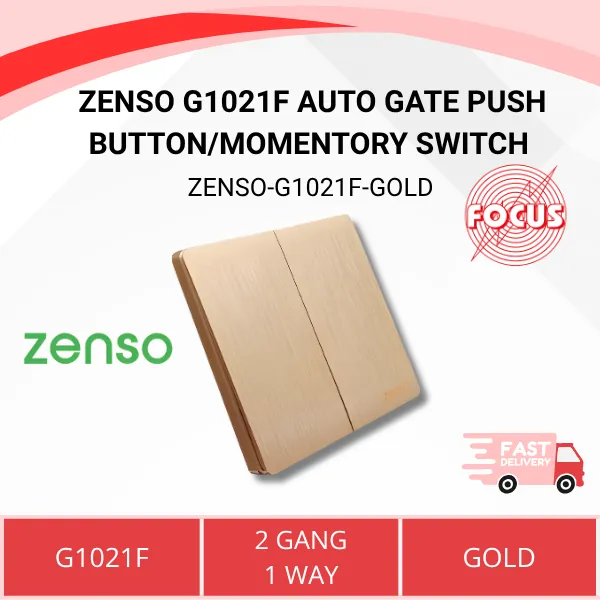 ZENSO G1021F AUTO GATE PUSH
BUTTON/MOMENTORY SWITCH
ZENSO-G1021F-GOLD
FOCUS
zenso
FAST
DELIVERY
G1021F
2 GANG
1 WAY
GOLD